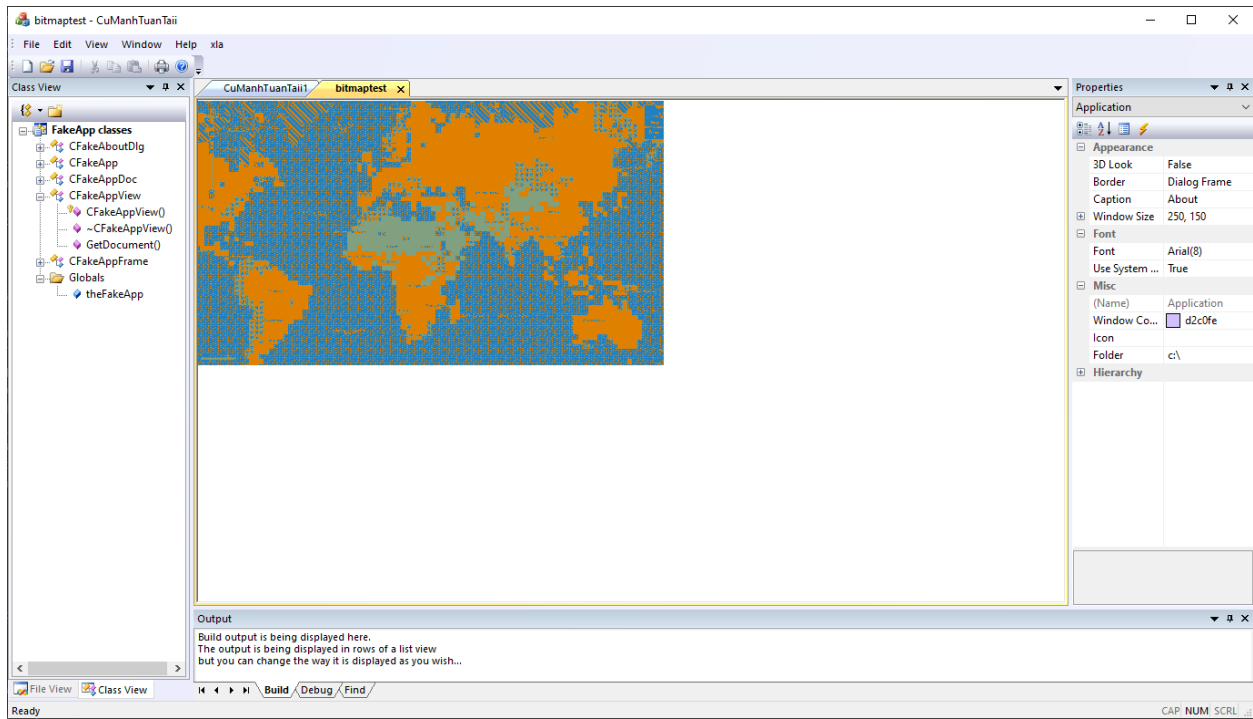 bitmaptest - CuManhTuanTaii
File Edit View Window Help xla
Class View
FakeApp classes
CFakeAboutDlg
CFakeApp
CFakeAppDoc
CFakeAppView
CFakeAppView()
~CFakeAppView()
GetDocument()
CFakeAppFrame
Globals
theFakeApp
File View Class View
CuManhTuanTaii1 bitmaptest
Properties
Application
Appearance
3D Look False
Border Dialog Frame
Caption About
Window Size 250, 150
Font
Font Arial(8)
Use System ... True
Misc
(Name) Application
Window Co... d2c0fe
Icon
Folder c:\
Hierarchy
Output
Build output is being displayed here.
The output is being displayed in rows of a list view
but you can change the way it is displayed as you wish...
Build Debug Find
Ready CAP NUM SCRL